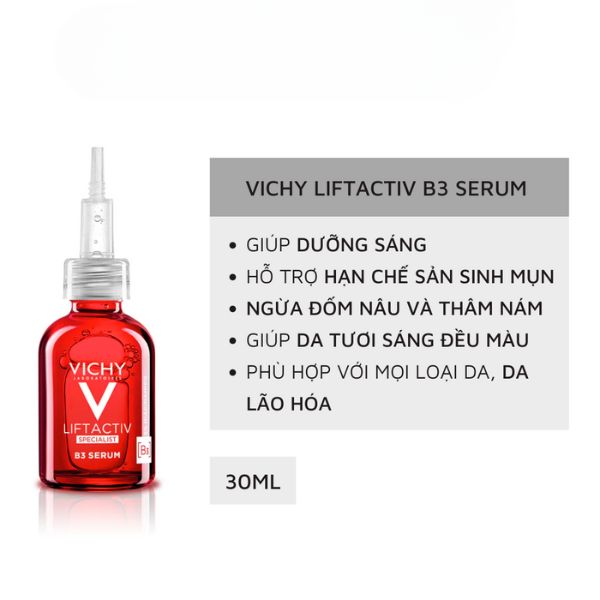 VICHY LIFTACTIV B3 SERUM
• GIÚP DƯỠNG SÁNG
• HỖ TRỢ HẠN CHẾ SẢN SINH MỤN
• NGỪA ĐỐM NÂU VÀ THÂM NÁM
• GIÚP DA TƯƠI SÁNG ĐỀU MÀU
• PHÙ HỢP VỚI MỌI LOẠI DA, DA
LÃO HÓA
30ML
VICHY
LABORATOIRES
LIFTACTIV
SPECIALIST
B3 SERUM
[B3]